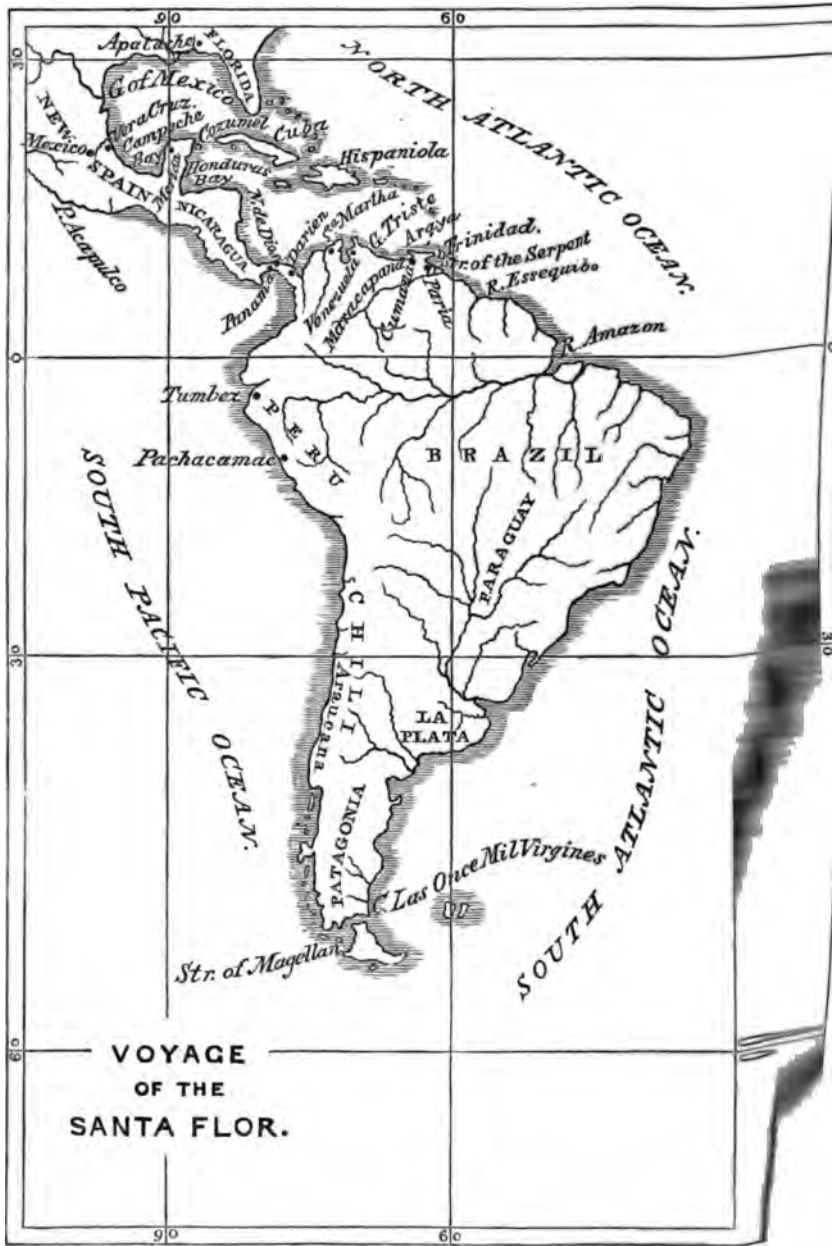 90
60
Apatache
FLORIDA
30
G of Mexico
NORTH ATLANTIC OCEAN.
NEW SPAIN
Vera Cruz.
Mexico
Campeche Bay
Cozumel
Cuba
Merida
Honduras Bay
Hispaniola
P. Acapulco
NICARAGUA
N. de Dios
Darien
Sta Martha
G. Triste
Araya
Trinidad.
Str. of the Serpent
R. Essequibo
Panama
Venezuela
Maracapana
Cumana
Paria
R. Amazon
0
0
Tumbez
PERU
BRAZIL
Pachacamac
SOUTH PACIFIC OCEAN.
PARAGUAY
SOUTH ATLANTIC OCEAN.
CHILI
30
30
Araucana
LA PLATA
PATAGONIA
C. Las Once Mil Virgines
Str. of Magellan
60
VOYAGE
OF THE
SANTA FLOR.
90
60